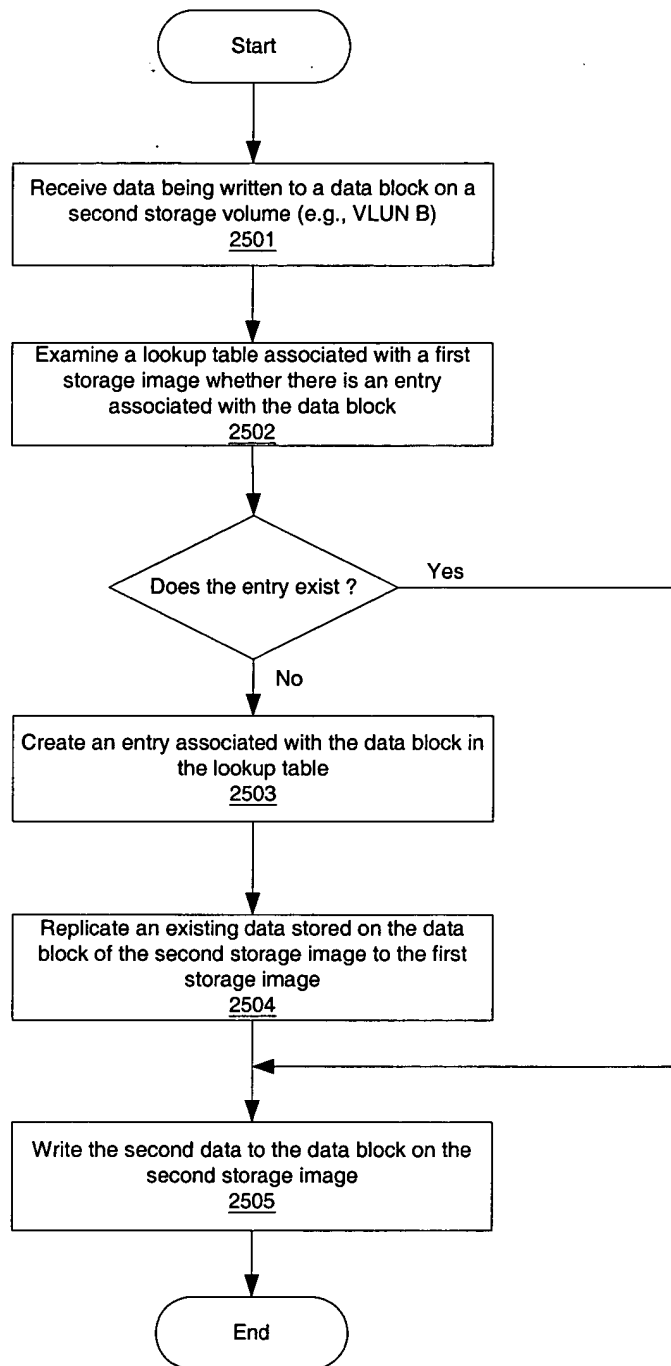 Start
Receive data being written to a data block on a
second storage volume (e.g., VLUN B)
2501
Examine a lookup table associated with a first
storage image whether there is an entry
associated with the data block
2502
Does the entry exist ?
Yes
No
Create an entry associated with the data block in
the lookup table
2503
Replicate an existing data stored on the data
block of the second storage image to the first
storage image
2504
Write the second data to the data block on the
second storage image
2505
End